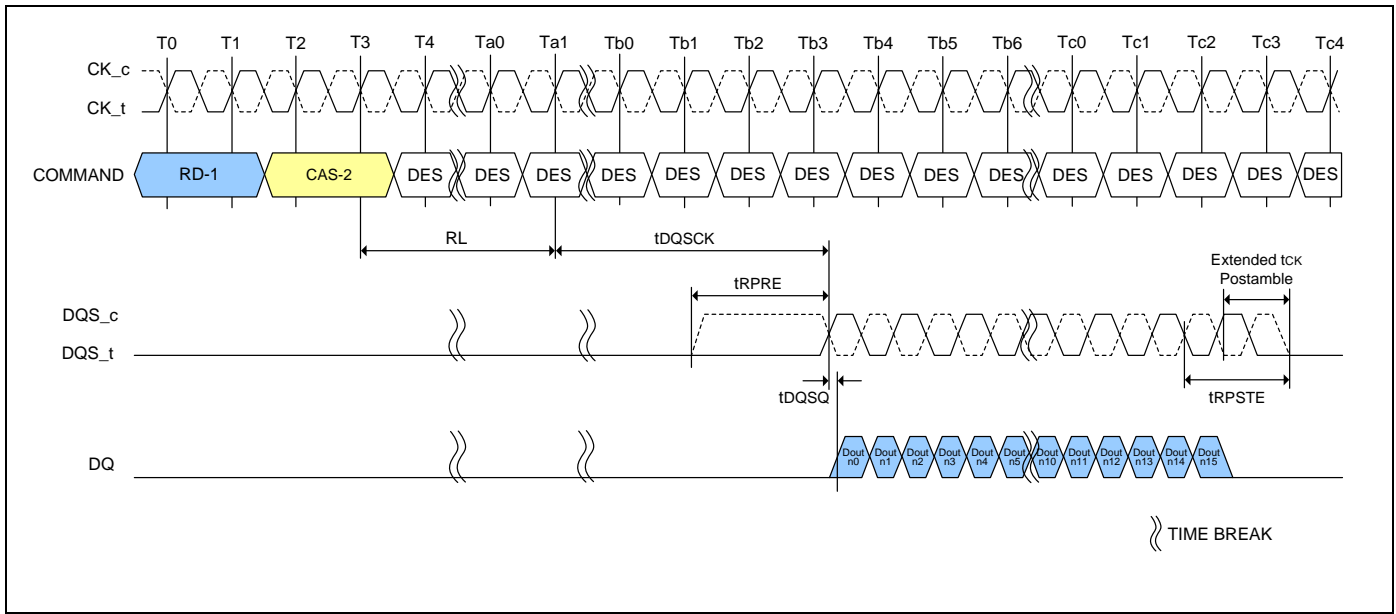 T0 T1 T2 T3 T4 Ta0 Ta1 Tb0 Tb1 Tb2 Tb3 Tb4 Tb5 Tb6 Tc0 Tc1 Tc2 Tc3 Tc4
CK_c
CK_t
COMMAND RD-1 CAS-2 DES DES DES DES DES DES DES DES DES DES DES DES DES DES DES
RL tDQSCK
Extended tCK
Postamble
tRPRE
DQS_c
DQS_t
tDQSQ tRPSTE
DQ
Dout Dout Dout Dout Dout Dout Dout Dout Dout Dout Dout Dout
n0 n1 n2 n3 n4 n5 n10 n11 n12 n13 n14 n15
TIME BREAK